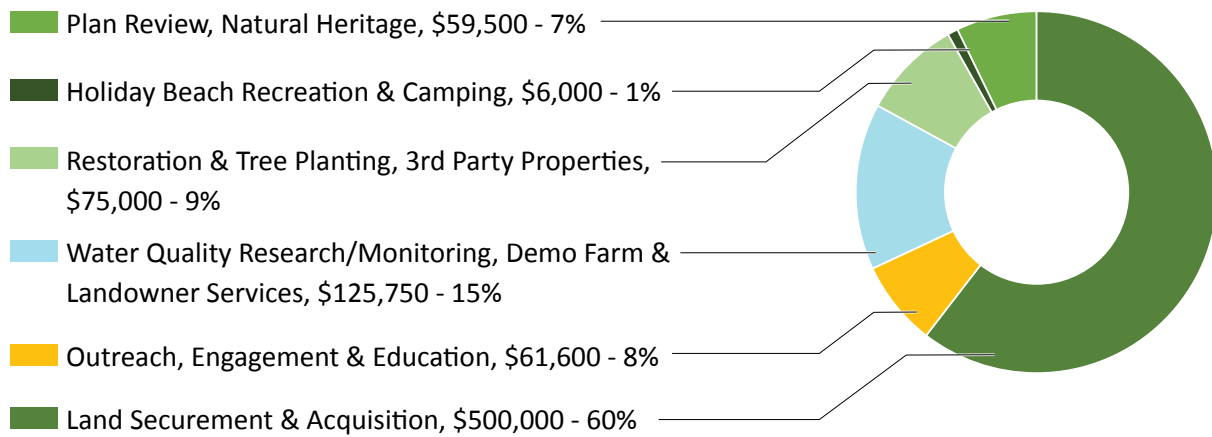 Plan Review, Natural Heritage, $59,500 - 7%
Holiday Beach Recreation & Camping, $6,000 - 1%
Restoration & Tree Planting, 3rd Party Properties,
$75,000 - 9%
Water Quality Research/Monitoring, Demo Farm &
Landowner Services, $125,750 - 15%
Outreach, Engagement & Education, $61,600 - 8%
Land Securement & Acquisition, $500,000 - 60%